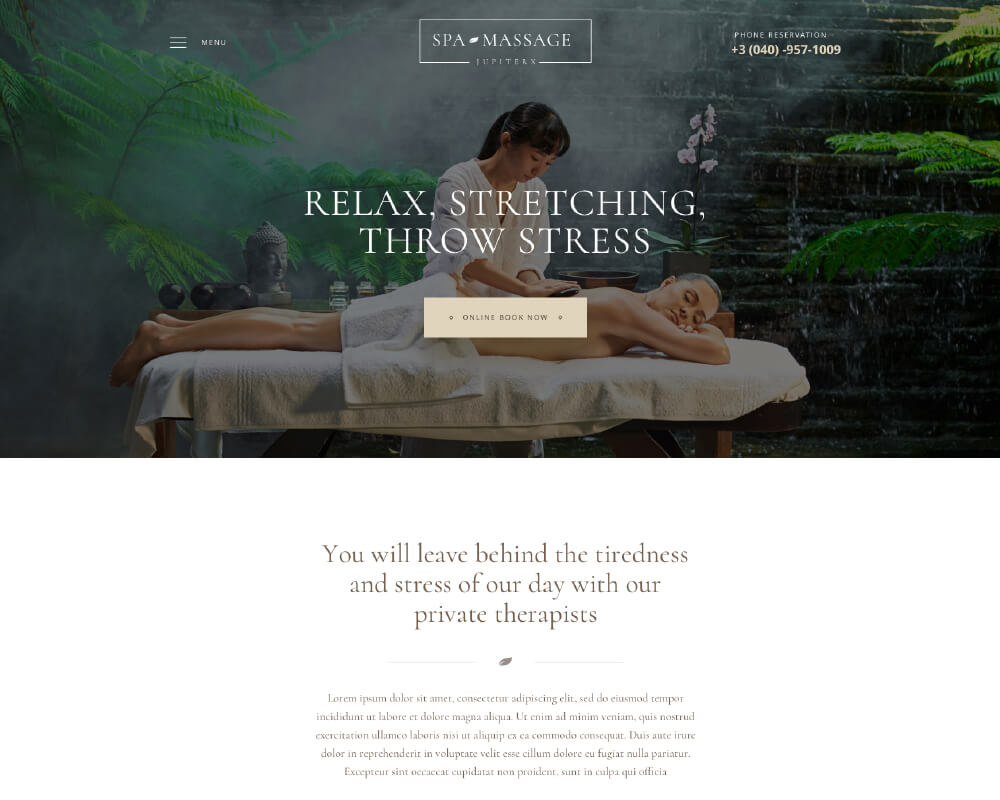 MENU
SPA MASSAGE
JUPITERX
PHONE RESERVATION
+3 (040) -957-1009
RELAX, STRETCHING,
THROW STRESS
ONLINE BOOK NOW
You will leave behind the tiredness
and stress of our day with our
private therapists
Lorem ipsum dolor sit amet, consectetur adipiscing elit, sed do eiusmod tempor
incididunt ut labore et dolore magna aliqua. Ut enim ad minim veniam, quis nostrud
exercitation ullamco laboris nisi ut aliquip ex ea commodo consequat. Duis aute irure
dolor in reprehenderit in voluptate velit esse cillum dolore eu fugiat nulla pariatur.
Excepteur sint occaecat cupidatat non proident, sunt in culpa qui officia